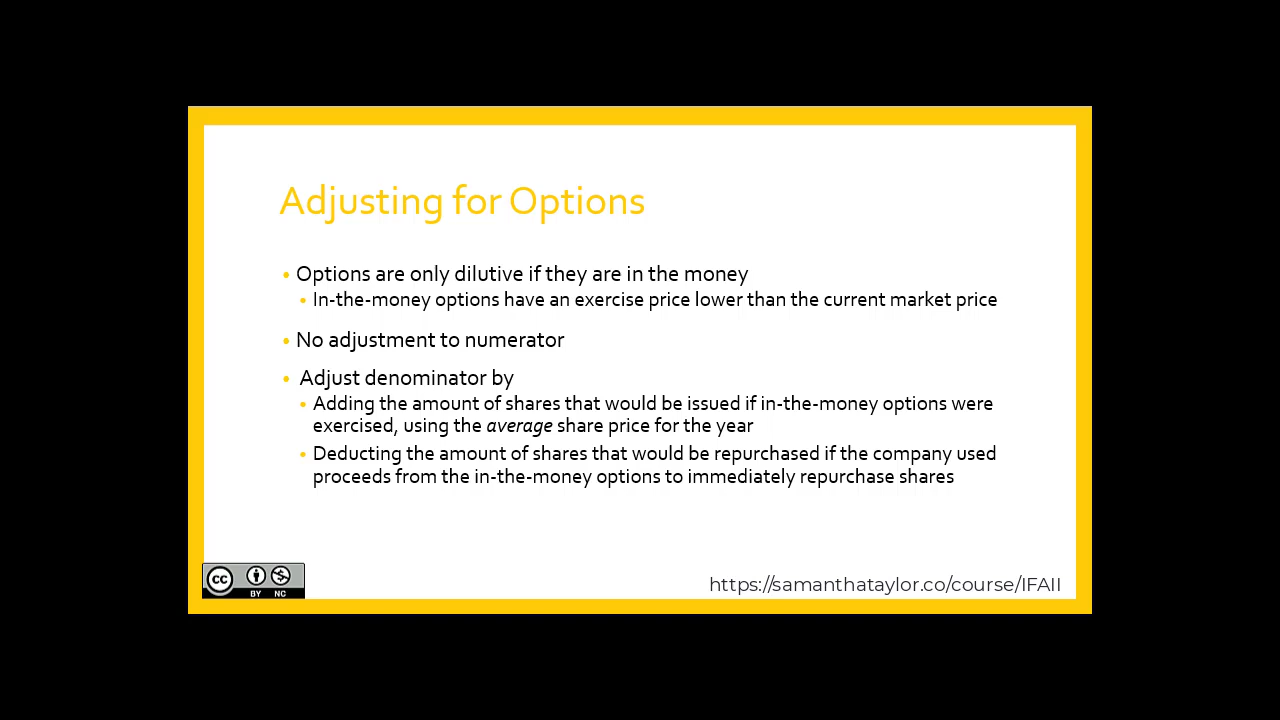 Adjusting for Options
• Options are only dilutive if they are in the money
• In-the-money options have an exercise price lower than the current market price
• No adjustment to numerator
• Adjust denominator by
• Adding the amount of shares that would be issued if in-the-money options were
exercised, using the average share price for the year
• Deducting the amount of shares that would be repurchased if the company used
proceeds from the in-the-money options to immediately repurchase shares
cc
BY NC
https://samanthataylor.co/course/IFAII